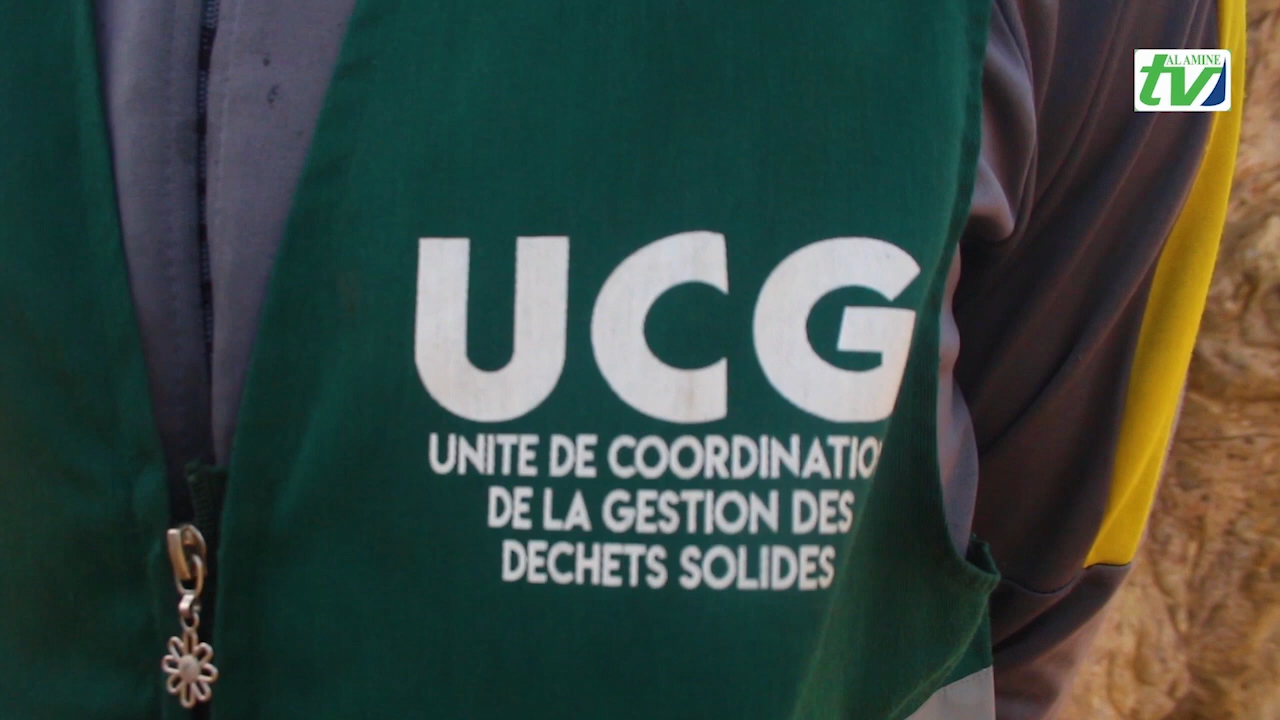 AL AMINE
tv
UCG
UNITE DE COORDINATIO
DE LA GESTION DES
DECHETS SOLIDES